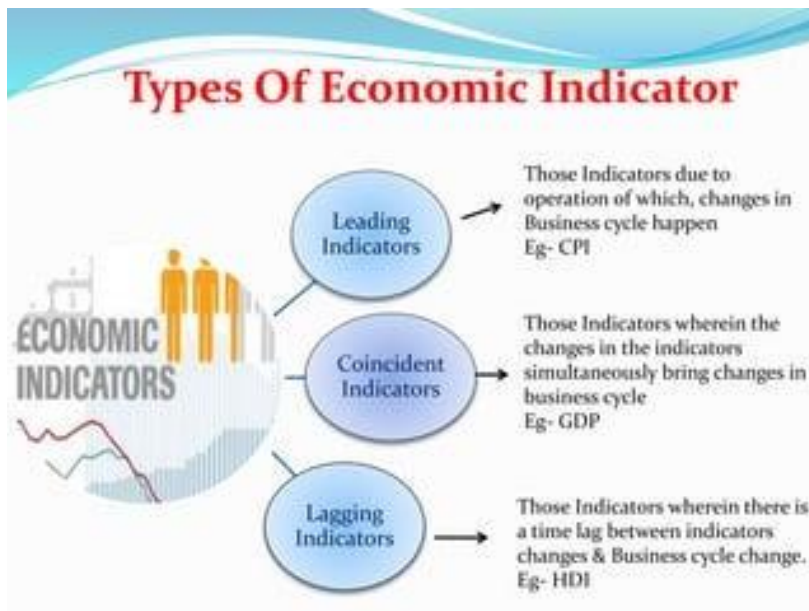 Types Of Economic Indicator
Leading
Indicators
Those Indicators due to
operation of which, changes in
Business cycle happen
Eg- CPI
ECONOMIC
INDICATORS
Coincident
Indicators
Those Indicators wherein the
changes in the indicators
simultaneously bring changes in
business cycle
Eg- GDP
Lagging
Indicators
Those Indicators wherein there is
a time lag between indicators
changes & Business cycle change.
Eg- HDI